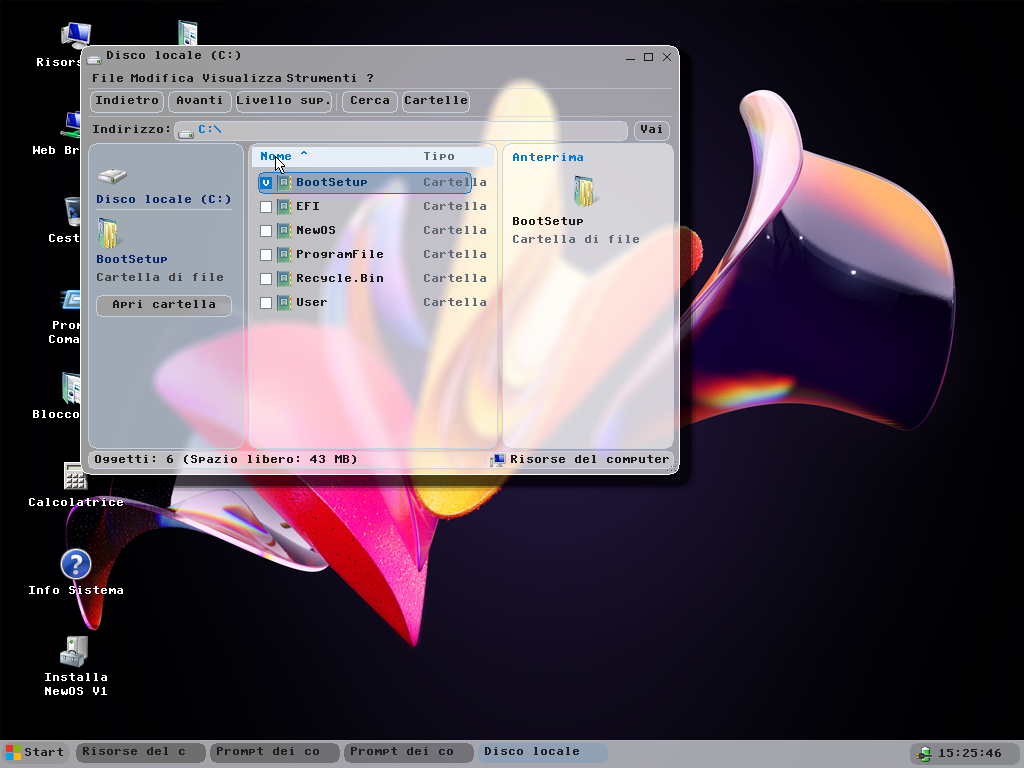 Disco locale (C:)
File Modifica Visualizza Strumenti ?
Indietro Avanti Livello sup. Cerca Cartelle
Indirizzo: C:\ Vai
Disco locale (C:)
BootSetup
Cartella di file
Apri cartella
Nome ^ Tipo
v BootSetup Cartella
EFI Cartella
NewOS Cartella
ProgramFile Cartella
Recycle.Bin Cartella
User Cartella
Anteprima
BootSetup
Cartella di file
Oggetti: 6 (Spazio libero: 43 MB) Risorse del computer
Risors
Web Br
Cest
Pro
Coma
Blocco
Calcolatrice
Info Sistema
Installa
NewOS V1
Start Risorse del c Prompt dei co Prompt dei co Disco locale 15:25:46